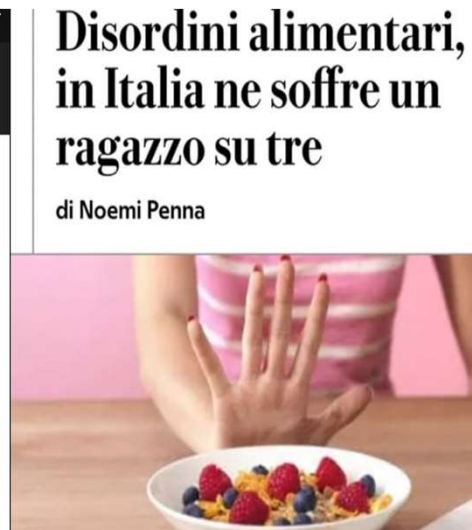 Disordini alimentari,
in Italia ne soffre un
ragazzo su tre
di Noemi Penna